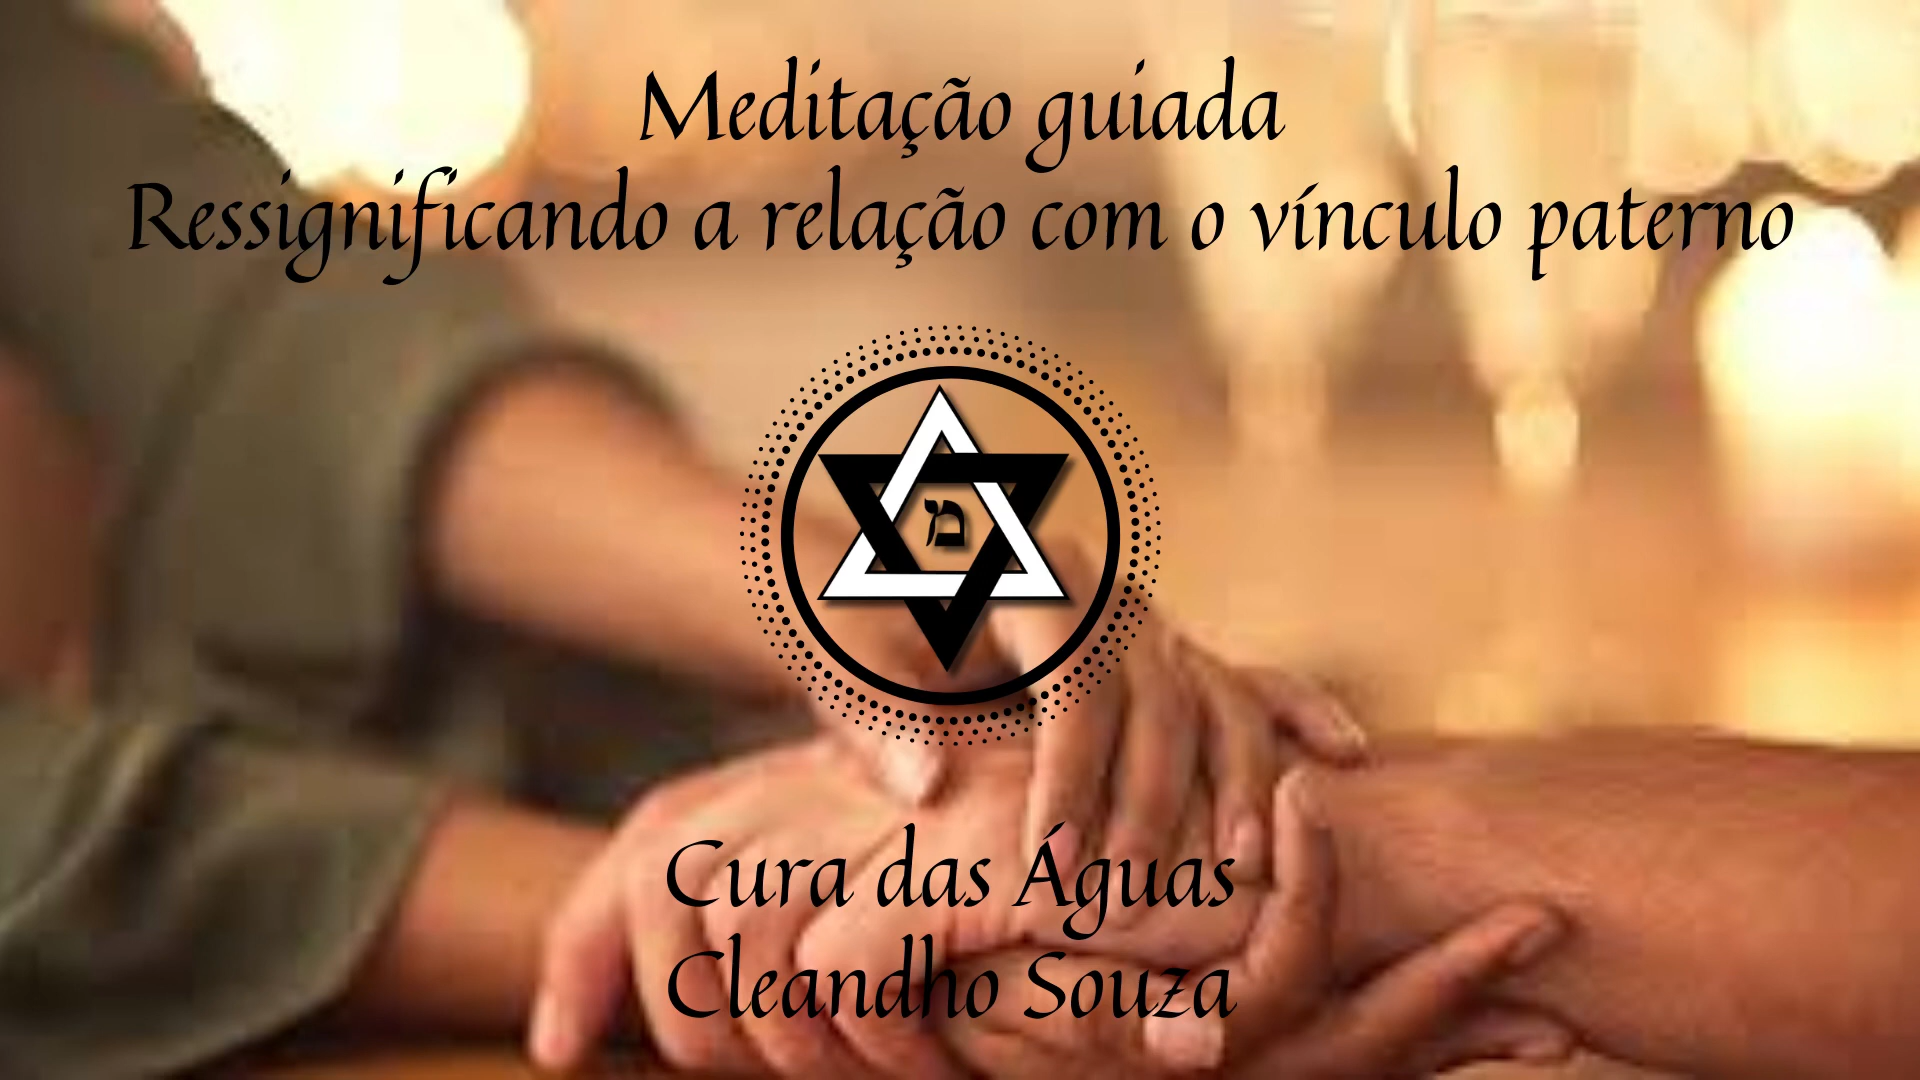 Meditação guiada
Ressignificando a relação com o vínculo paterno
מ
Cura das Águas
Cleandho Souza